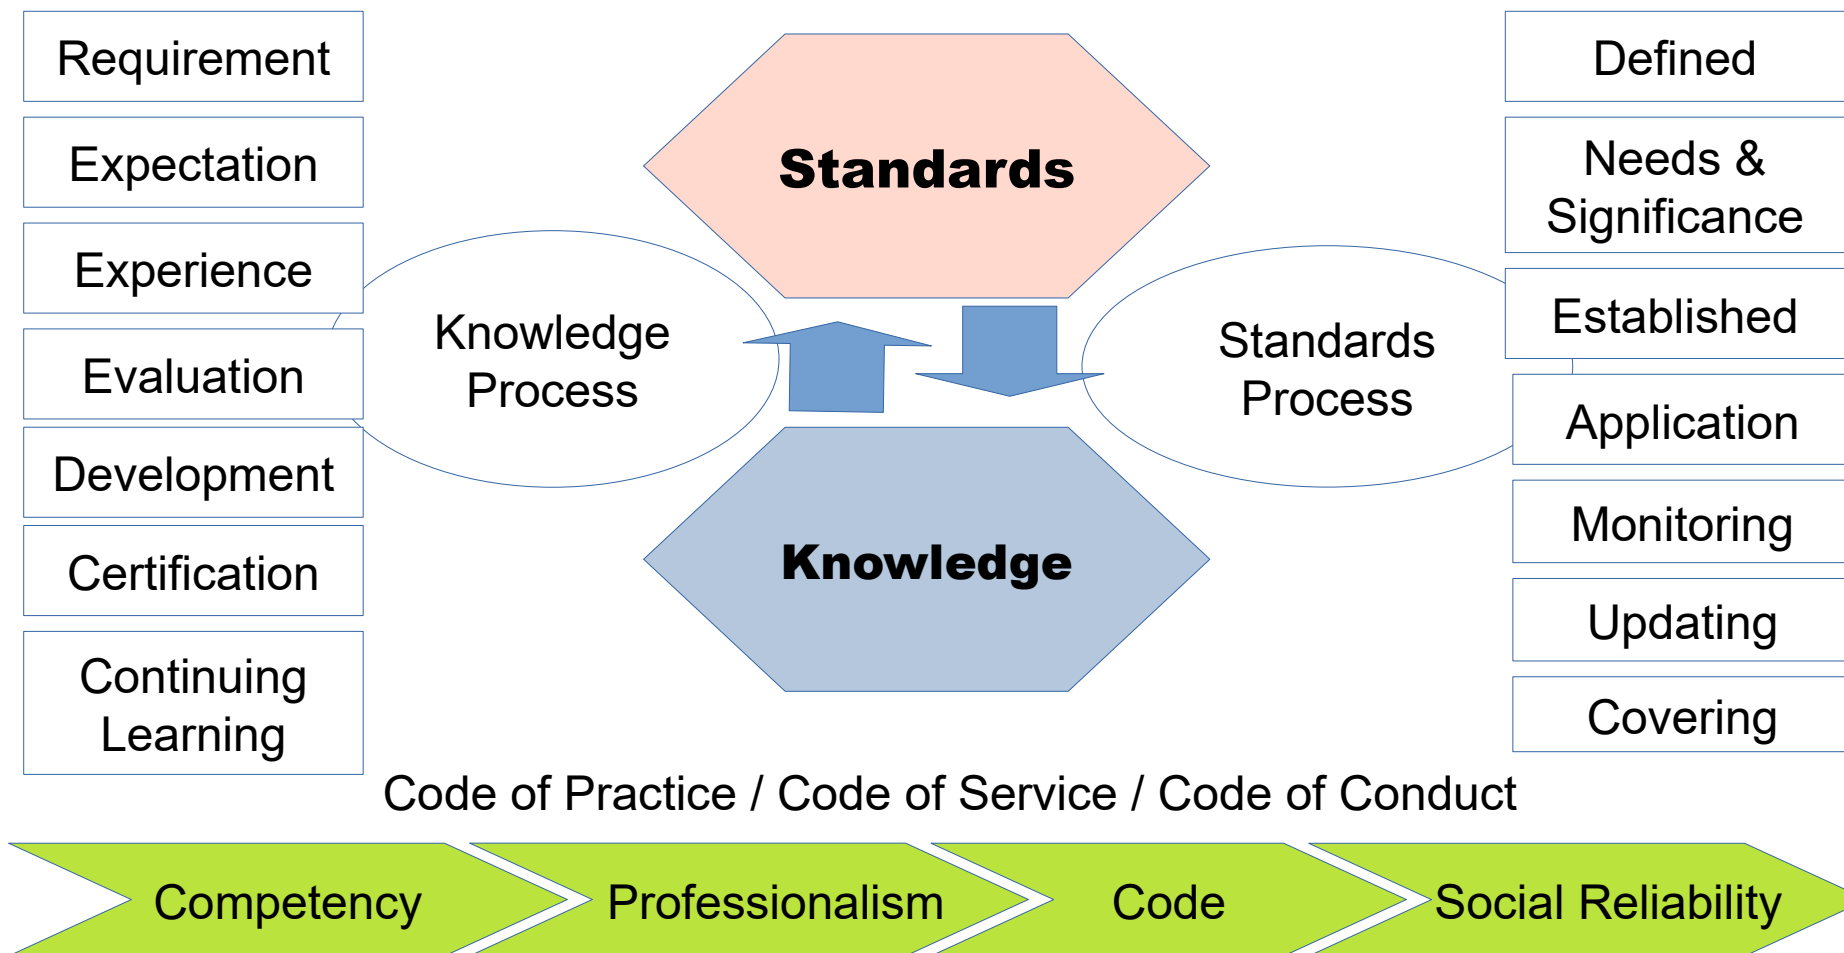 Requirement
Expectation
Experience
Evaluation
Development
Certification
Continuing
Learning
Knowledge
Process
Standards
Knowledge
Standards
Process
Defined
Needs &
Significance
Established
Application
Monitoring
Updating
Covering
Code of Practice / Code of Service / Code of Conduct
Competency
Professionalism
Code
Social Reliability